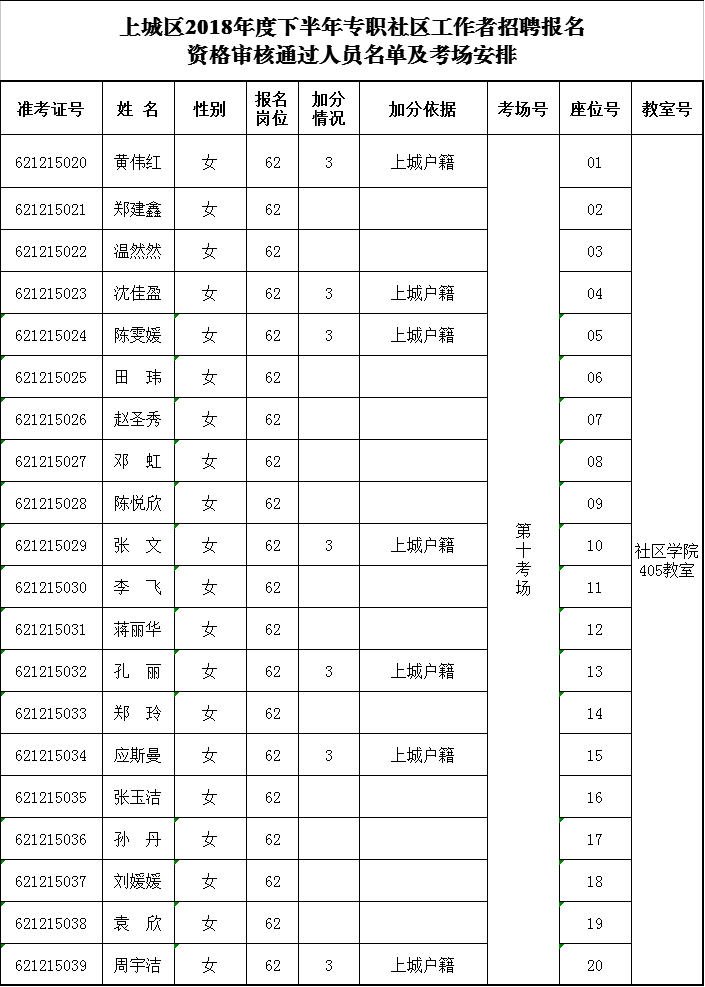 上城区2018年度下半年专职社区工作者招聘报名
资格审核通过人员名单及考场安排
准考证号 姓 名 性别 报名岗位 加分情况 加分依据 考场号 座位号 教室号
621215020 黄伟红 女 62 3 上城户籍 01
621215021 郑建鑫 女 62 02
621215022 温然然 女 62 03
621215023 沈佳盈 女 62 3 上城户籍 04
621215024 陈雯媛 女 62 3 上城户籍 05
621215025 田 玮 女 62 06
621215026 赵圣秀 女 62 07
621215027 邓 虹 女 62 08
621215028 陈悦欣 女 62 09
621215029 张 文 女 62 3 上城户籍 第十考场 10 社区学院405教室
621215030 李 飞 女 62 11
621215031 蒋丽华 女 62 12
621215032 孔 丽 女 62 3 上城户籍 13
621215033 郑 玲 女 62 14
621215034 应斯曼 女 62 3 上城户籍 15
621215035 张玉洁 女 62 16
621215036 孙 丹 女 62 17
621215037 刘媛媛 女 62 18
621215038 袁 欣 女 62 19
621215039 周宇洁 女 62 3 上城户籍 20